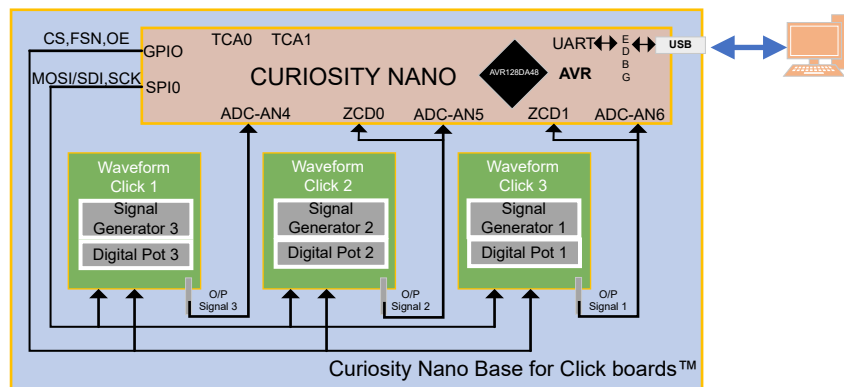 CS,FSN,OE
GPIO
TCA0 TCA1
UART
E
D
B
G
USB
MOSI/SDI,SCK
SPI0
CURIOSITY NANO
AVR128DA48
AVR
ADC-AN4
ZCD0
ADC-AN5
ZCD1
ADC-AN6
Waveform
Click 1
Signal
Generator 3
Digital Pot 3
O/P
Signal 3
Waveform
Click 2
Signal
Generator 2
Digital Pot 2
O/P
Signal 2
Waveform
Click 3
Signal
Generator 1
Digital Pot 1
O/P
Signal 1
Curiosity Nano Base for Click boards™